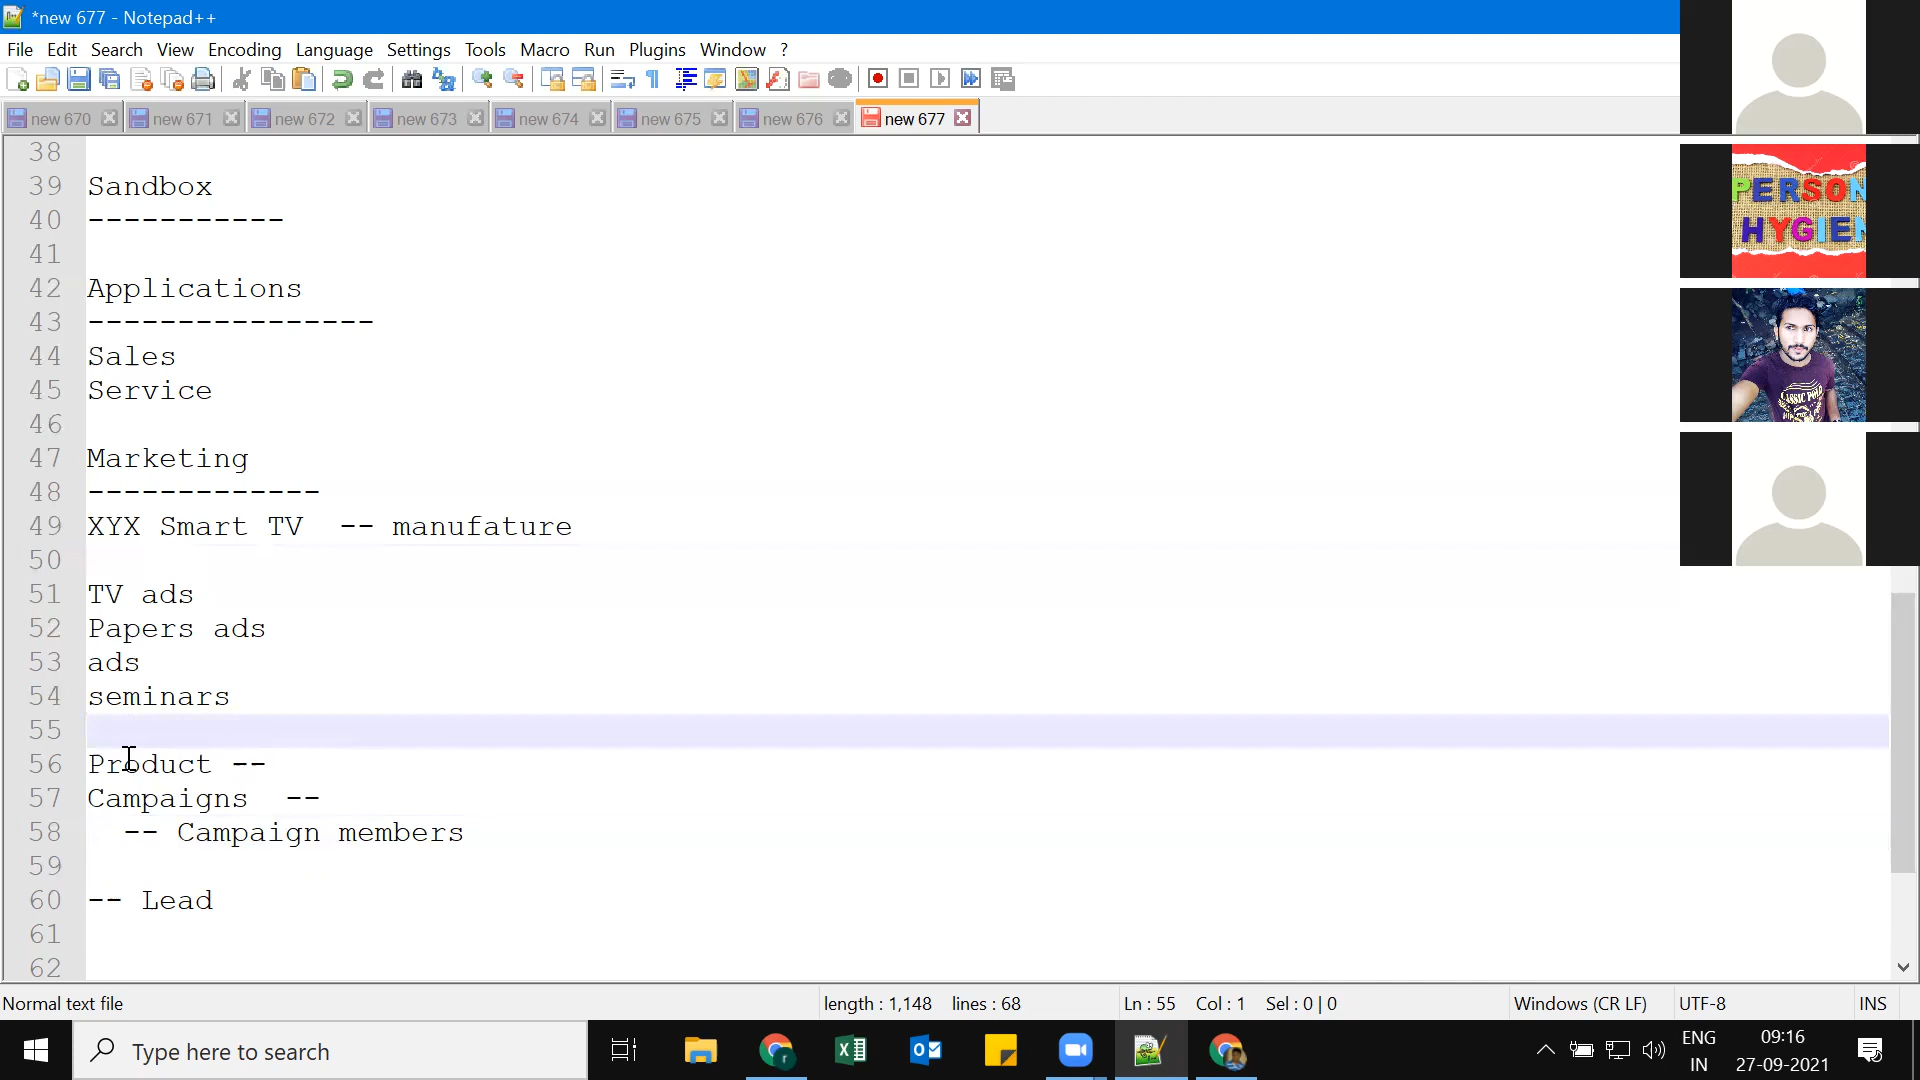 *new 677 - Notepad++
File Edit Search View Encoding Language Settings Tools Macro Run Plugins Window ?
new 670 new 671 new 672 new 673 new 674 new 675 new 676 new 677
38
39 Sandbox
40 -----------
41
42 Applications
43 ----------------
44 Sales
45 Service
46
47 Marketing
48 -------------
49 XYX Smart TV -- manufature
50
51 TV ads
52 Papers ads
53 ads
54 seminars
55
56 Product --
57 Campaigns --
58 -- Campaign members
59
60 -- Lead
61
62
PERSON
HYGIEN
CLASSIC POLO
Normal text file length : 1,148 lines : 68 Ln : 55 Col : 1 Sel : 0 | 0 Windows (CR LF) UTF-8 INS
Type here to search
ENG
IN
09:16
27-09-2021